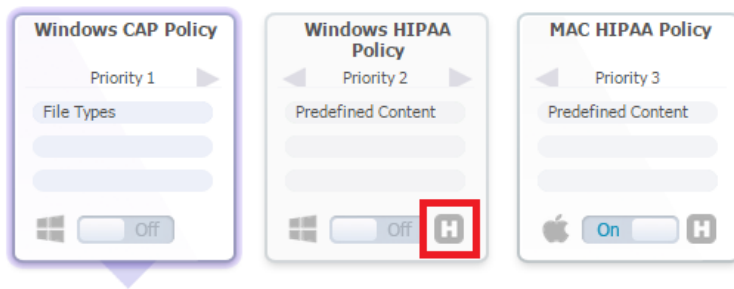 Windows CAP Policy
Priority 1
File Types
Off
Windows HIPAA
Policy
Priority 2
Predefined Content
Off
H
MAC HIPAA Policy
Priority 3
Predefined Content
On
H